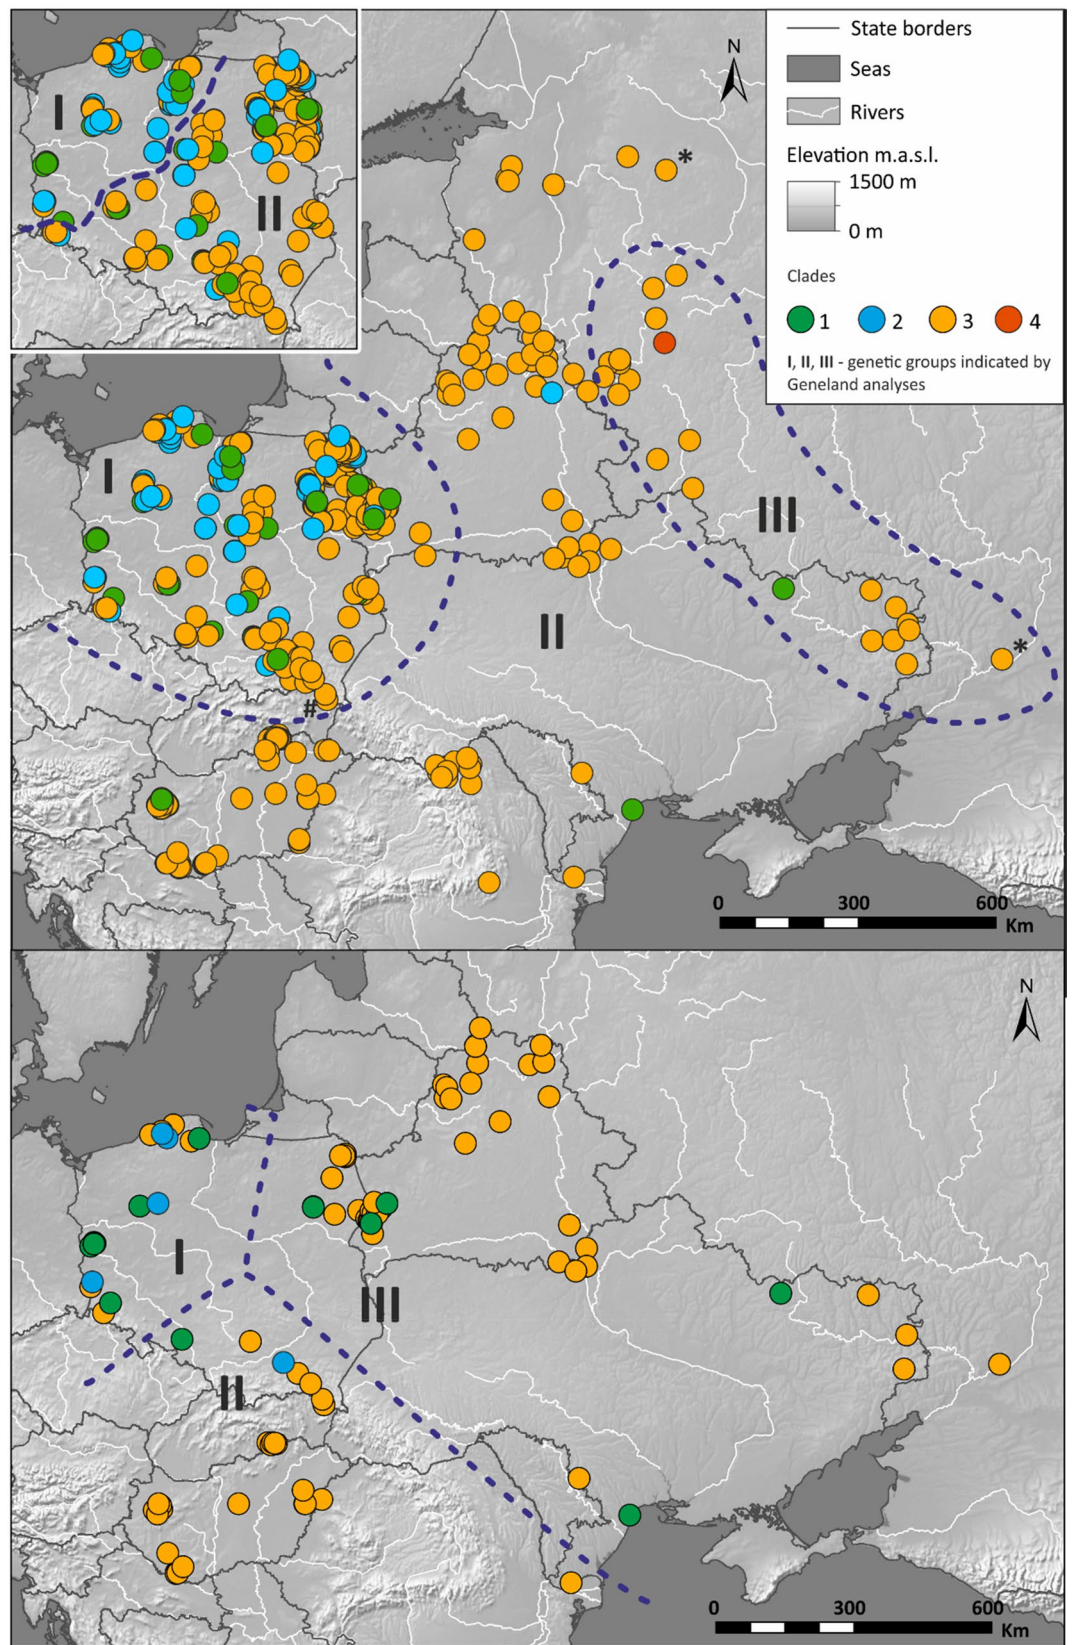 I
II
N
State borders
Seas
Rivers
Elevation m.a.s.l.
1500 m
0 m
Clades
1 2 3 4
I, II, III - genetic groups indicated by
Geneland analyses
*
I
III
II
*
#
0 300 600
Km
N
I
III
II
0 300 600
Km